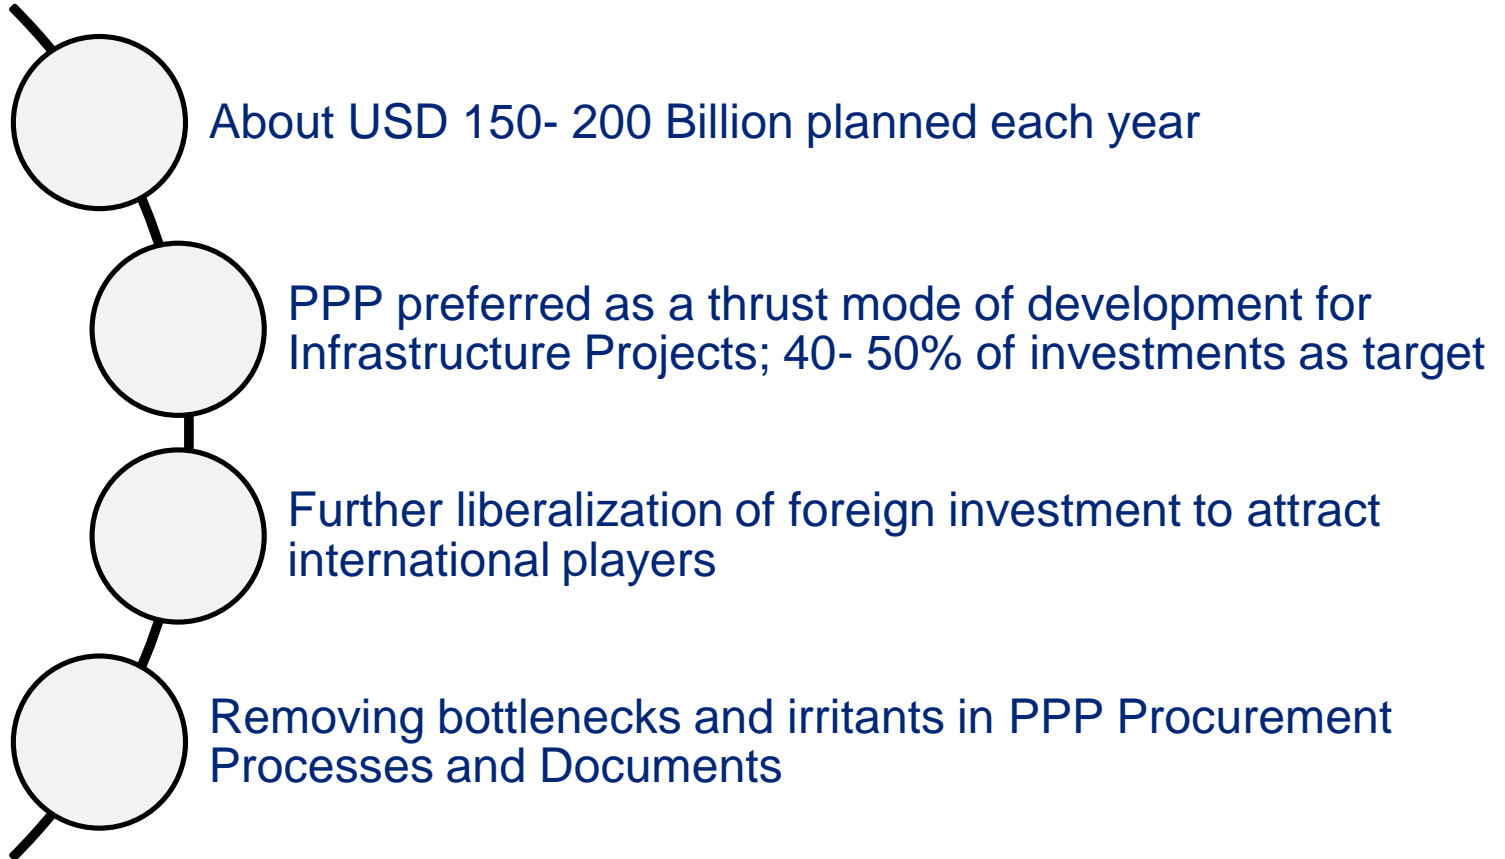 About USD 150- 200 Billion planned each year
PPP preferred as a thrust mode of development for
Infrastructure Projects; 40- 50% of investments as target
Further liberalization of foreign investment to attract
international players
Removing bottlenecks and irritants in PPP Procurement
Processes and Documents